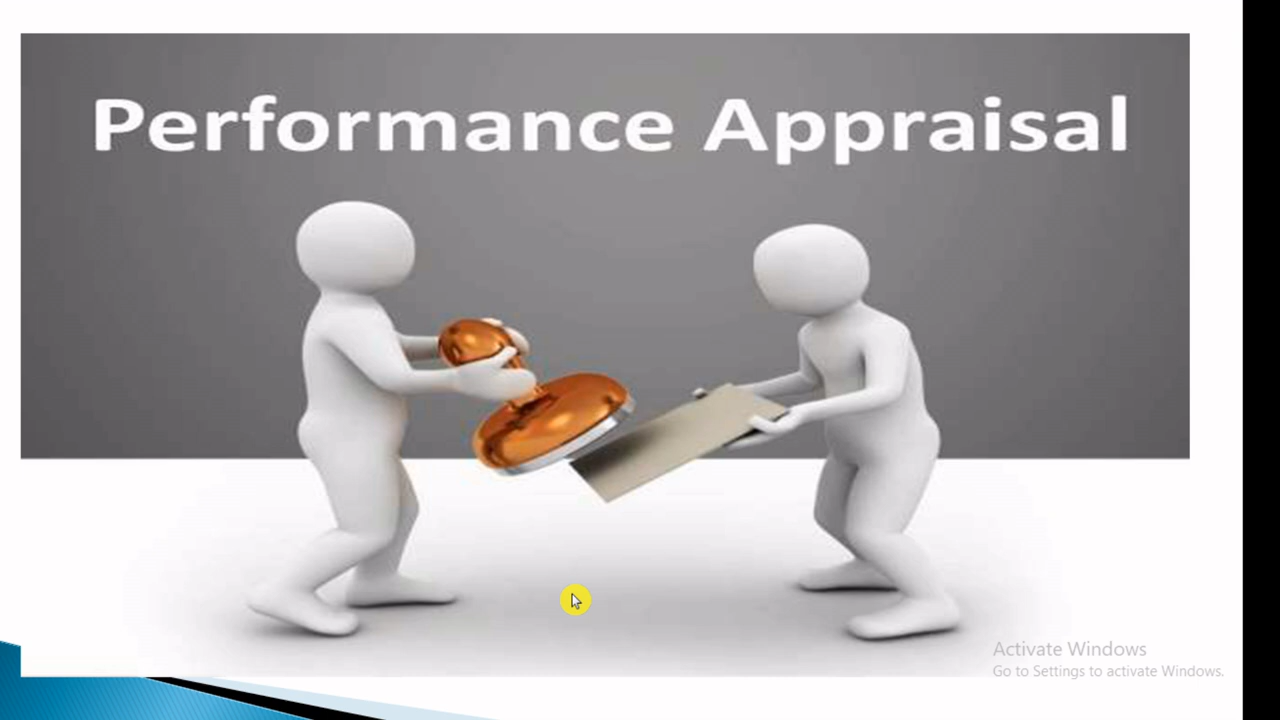 Performance Appraisal
Activate Windows
Go to Settings to activate Windows.